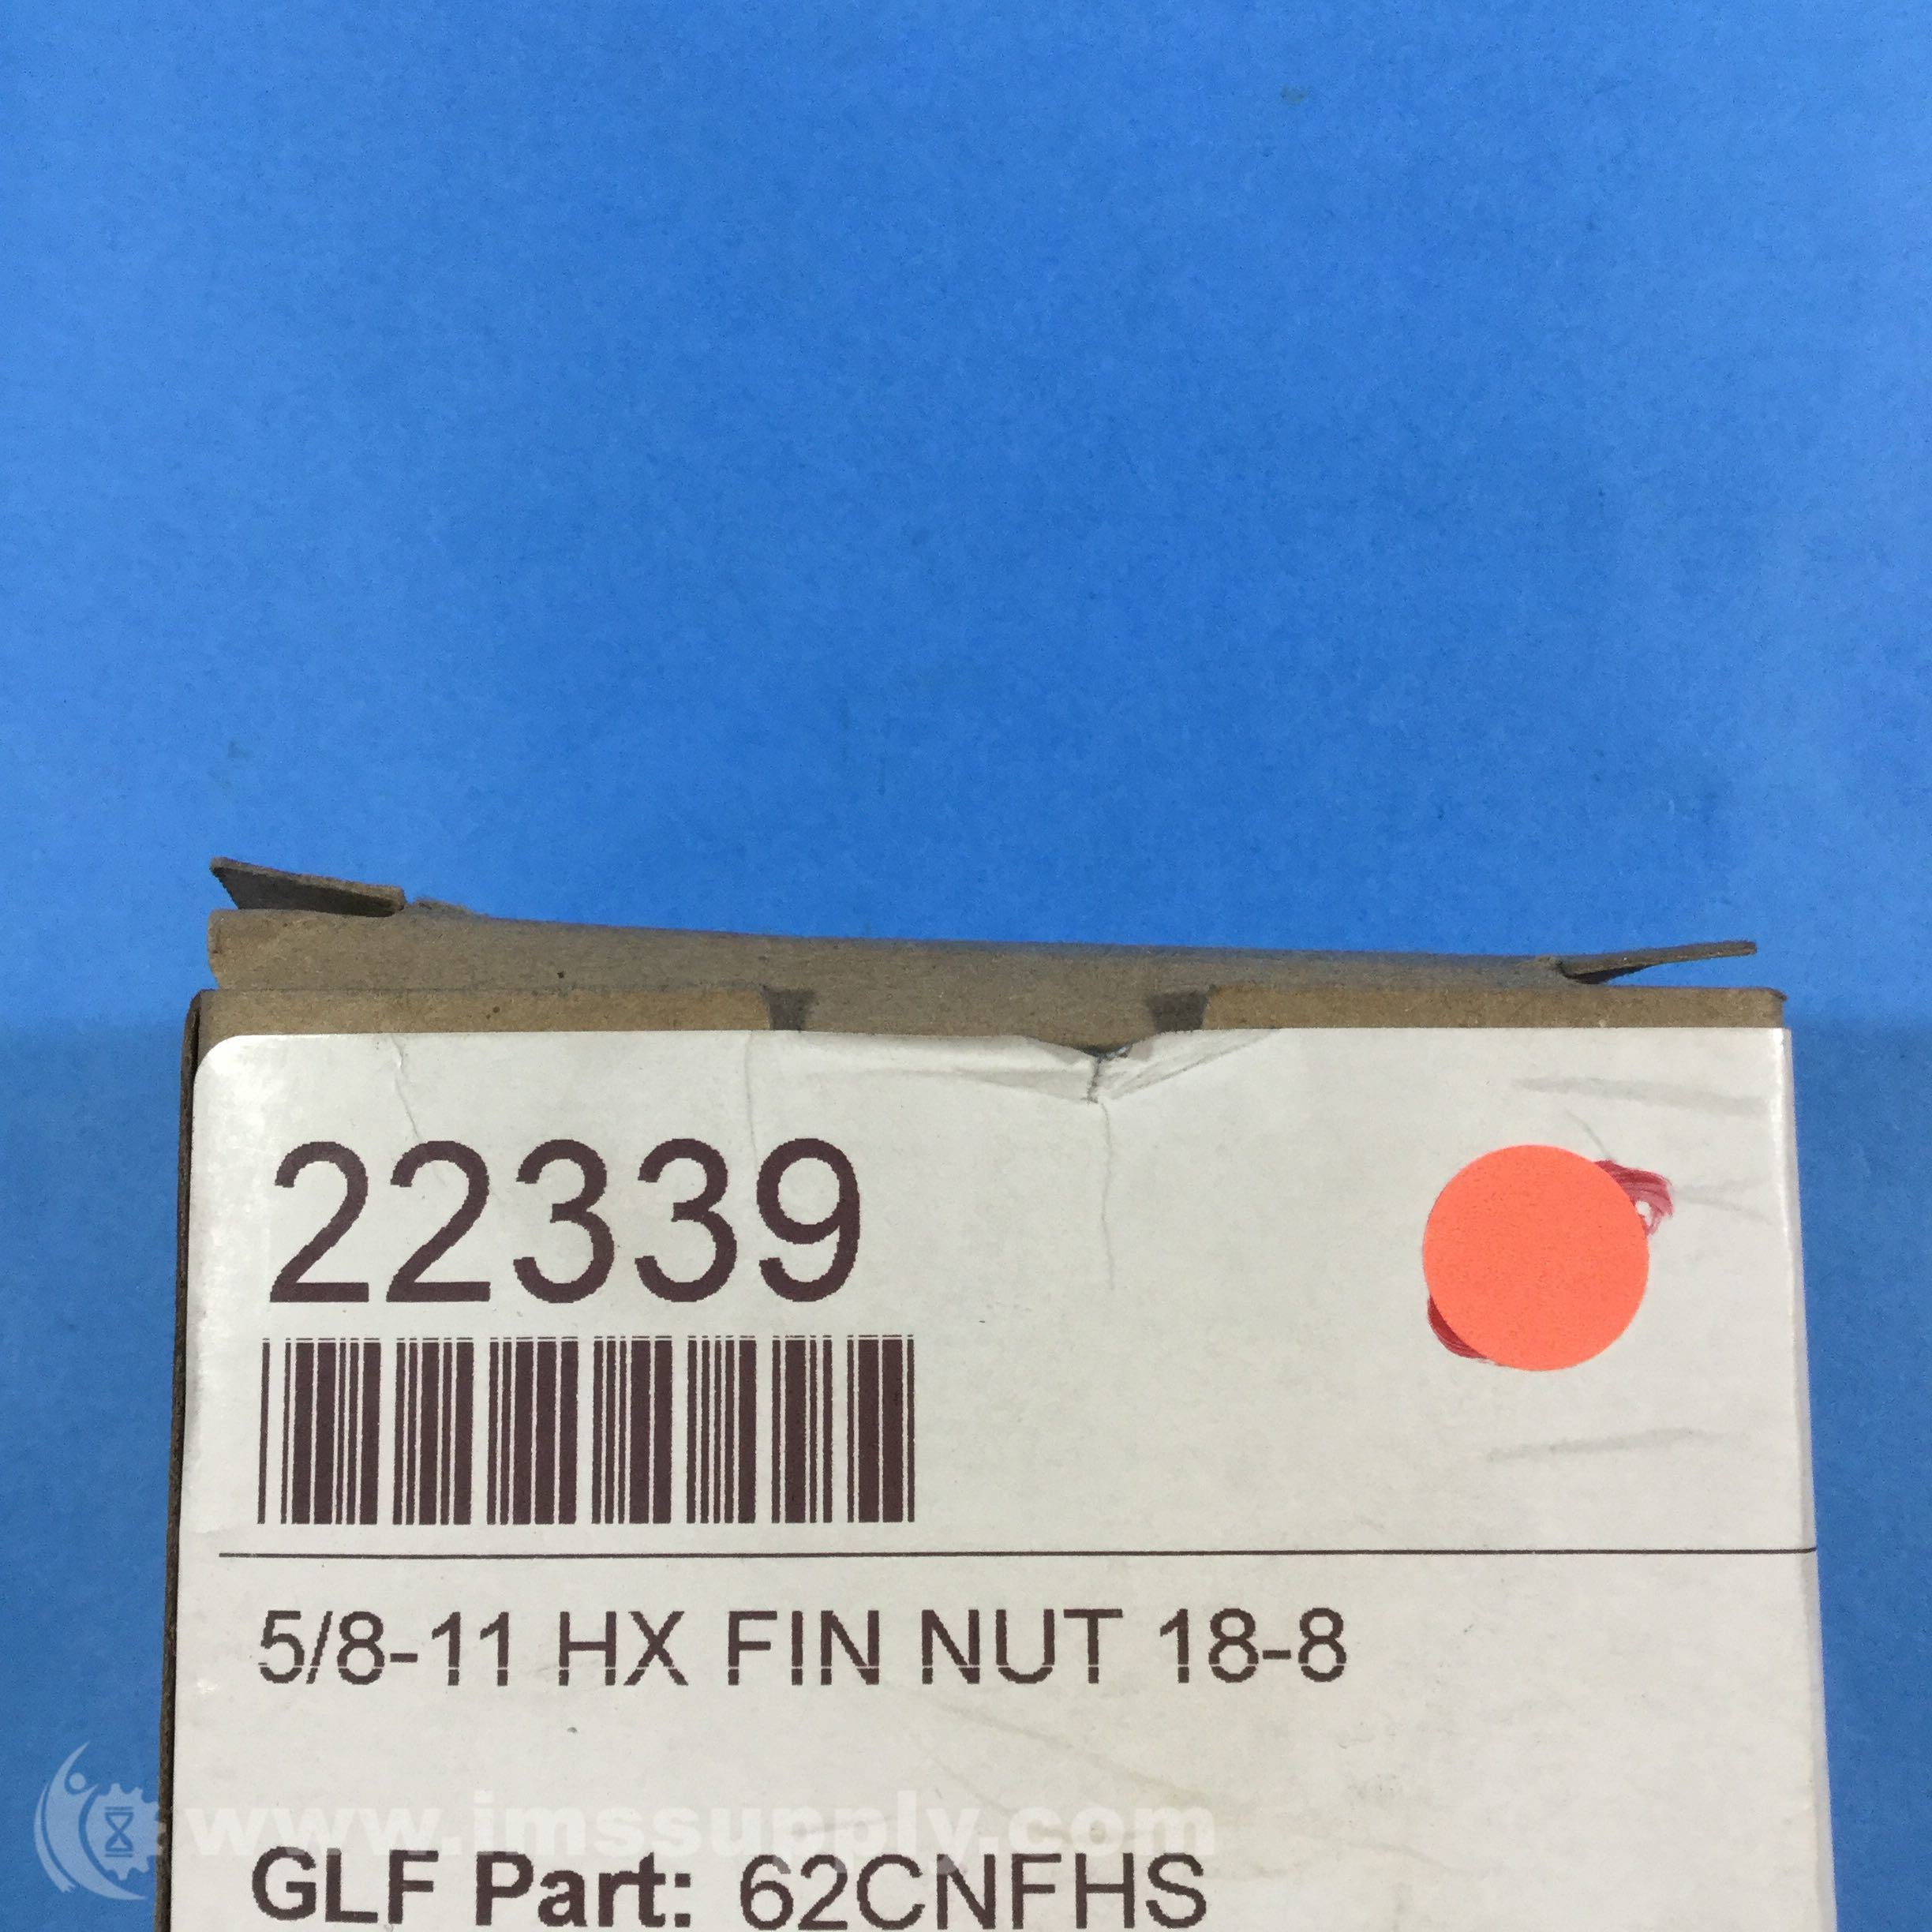 22339
5/8-11 HX FIN NUT 18-8
www.imssupply.com
GLF Part: 62CNFHS